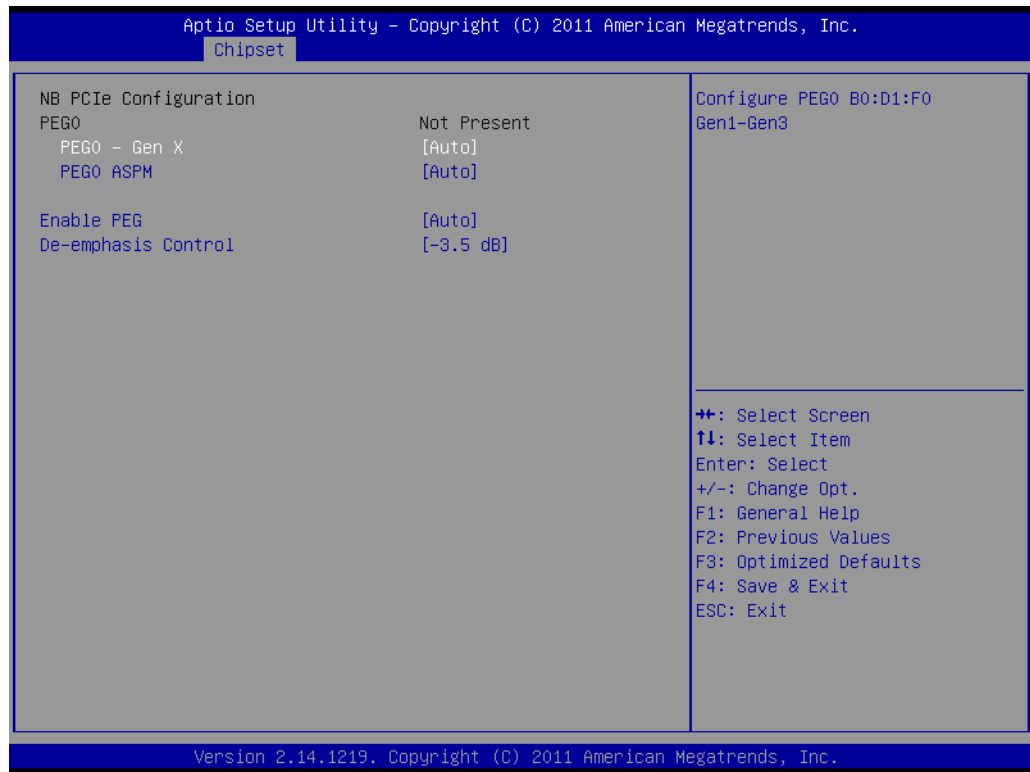 Aptio Setup Utility – Copyright (C) 2011 American Megatrends, Inc.
Chipset
NB PCIe Configuration
PEG0 Not Present
PEG0 – Gen X [Auto]
PEG0 ASPM [Auto]
Enable PEG [Auto]
De-emphasis Control [-3.5 dB]
Configure PEG0 B0:D1:F0
Gen1-Gen3
→←: Select Screen
↑↓: Select Item
Enter: Select
+/-: Change Opt.
F1: General Help
F2: Previous Values
F3: Optimized Defaults
F4: Save & Exit
ESC: Exit
Version 2.14.1219. Copyright (C) 2011 American Megatrends, Inc.